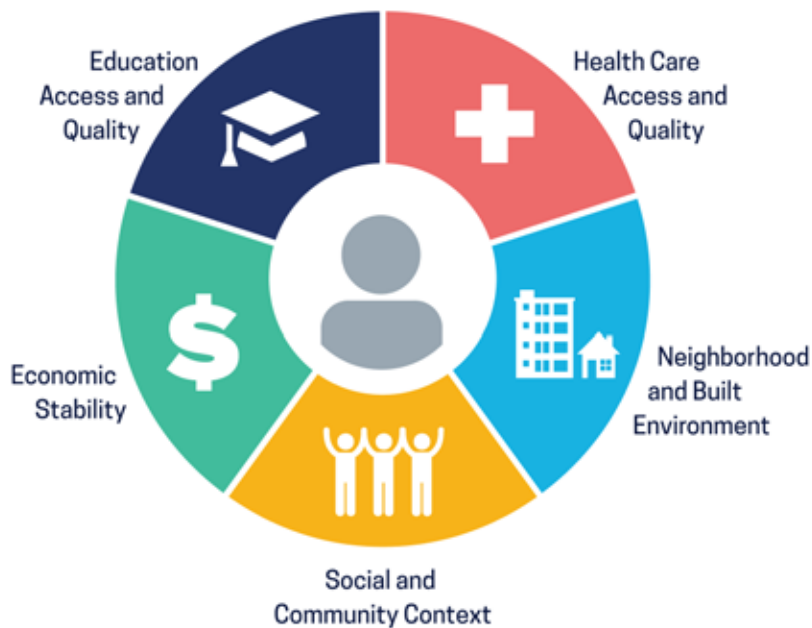 Education
Access and
Quality
Health Care
Access and
Quality
$
Economic
Stability
Neighborhood
and Built
Environment
Social and
Community Context